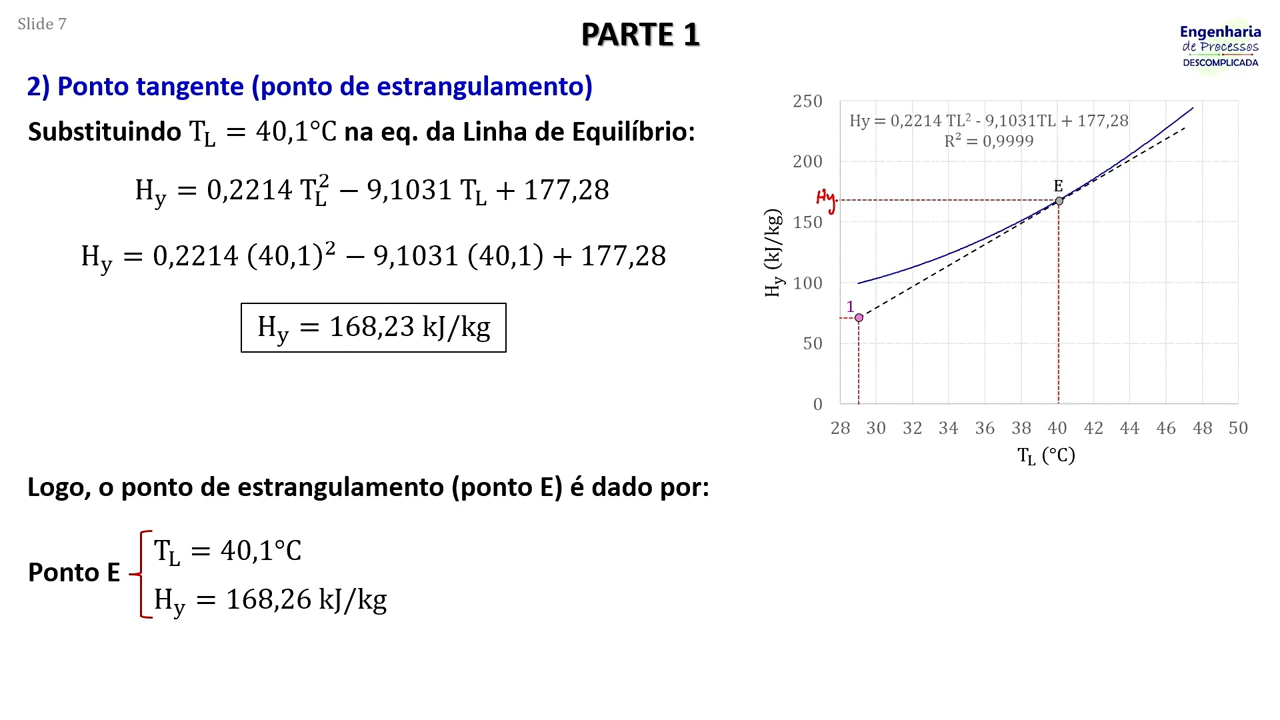 Slide 7
PARTE 1
Engenharia
de Processos
DESCOMPLICADA
2) Ponto tangente (ponto de estrangulamento)
Substituindo T_L = 40,1°C na eq. da Linha de Equilíbrio:
H_y = 0,2214 T_L² − 9,1031 T_L + 177,28
H_y = 0,2214 (40,1)² − 9,1031 (40,1) + 177,28
H_y = 168,23 kJ/kg
Logo, o ponto de estrangulamento (ponto E) é dado por:
Ponto E
T_L = 40,1°C
H_y = 168,26 kJ/kg
Hy = 0,2214 TL² - 9,1031TL + 177,28
R² = 0,9999
250
200
150
100
50
0
H_y (kJ/kg)
Hy
E
1
28 30 32 34 36 38 40 42 44 46 48 50
T_L (°C)